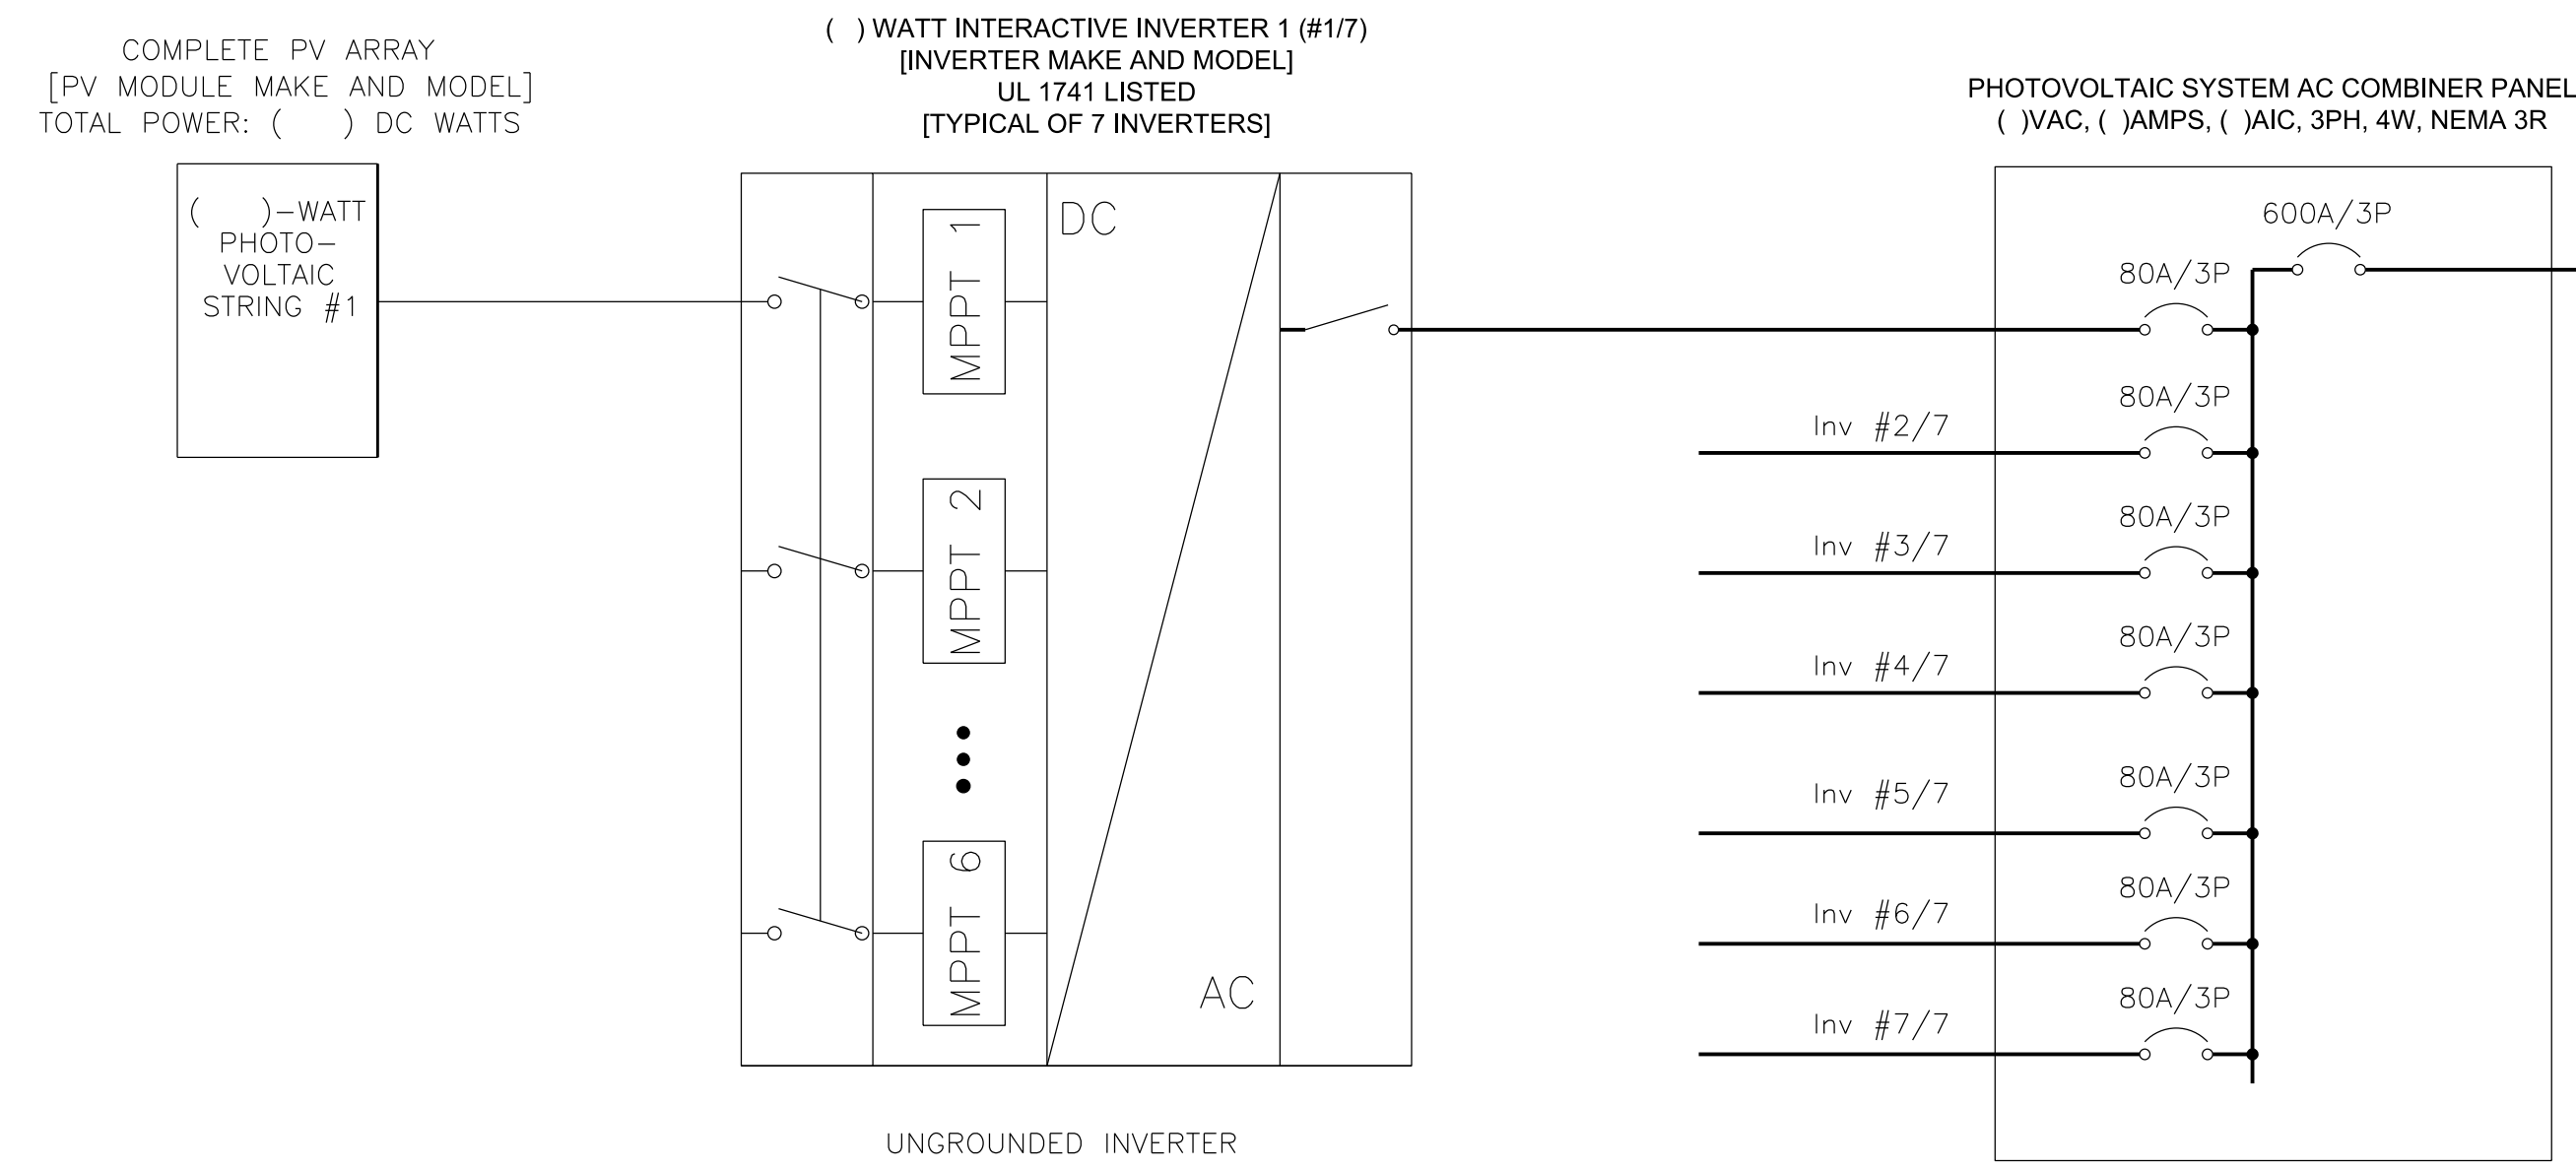 COMPLETE PV ARRAY
[PV MODULE MAKE AND MODEL]
TOTAL POWER: (   ) DC WATTS
(   )-WATT
PHOTO-
VOLTAIC
STRING #1
(   ) WATT INTERACTIVE INVERTER 1 (#1/7)
[INVERTER MAKE AND MODEL]
UL 1741 LISTED
[TYPICAL OF 7 INVERTERS]
MPPT 1
MPPT 2
MPPT 6
DC
AC
UNGROUNDED INVERTER
PHOTOVOLTAIC SYSTEM AC COMBINER PANEL
(  )VAC, (  )AMPS, (  )AIC, 3PH, 4W, NEMA 3R
600A/3P
80A/3P
80A/3P
Inv #2/7
80A/3P
Inv #3/7
80A/3P
Inv #4/7
80A/3P
Inv #5/7
80A/3P
Inv #6/7
80A/3P
Inv #7/7